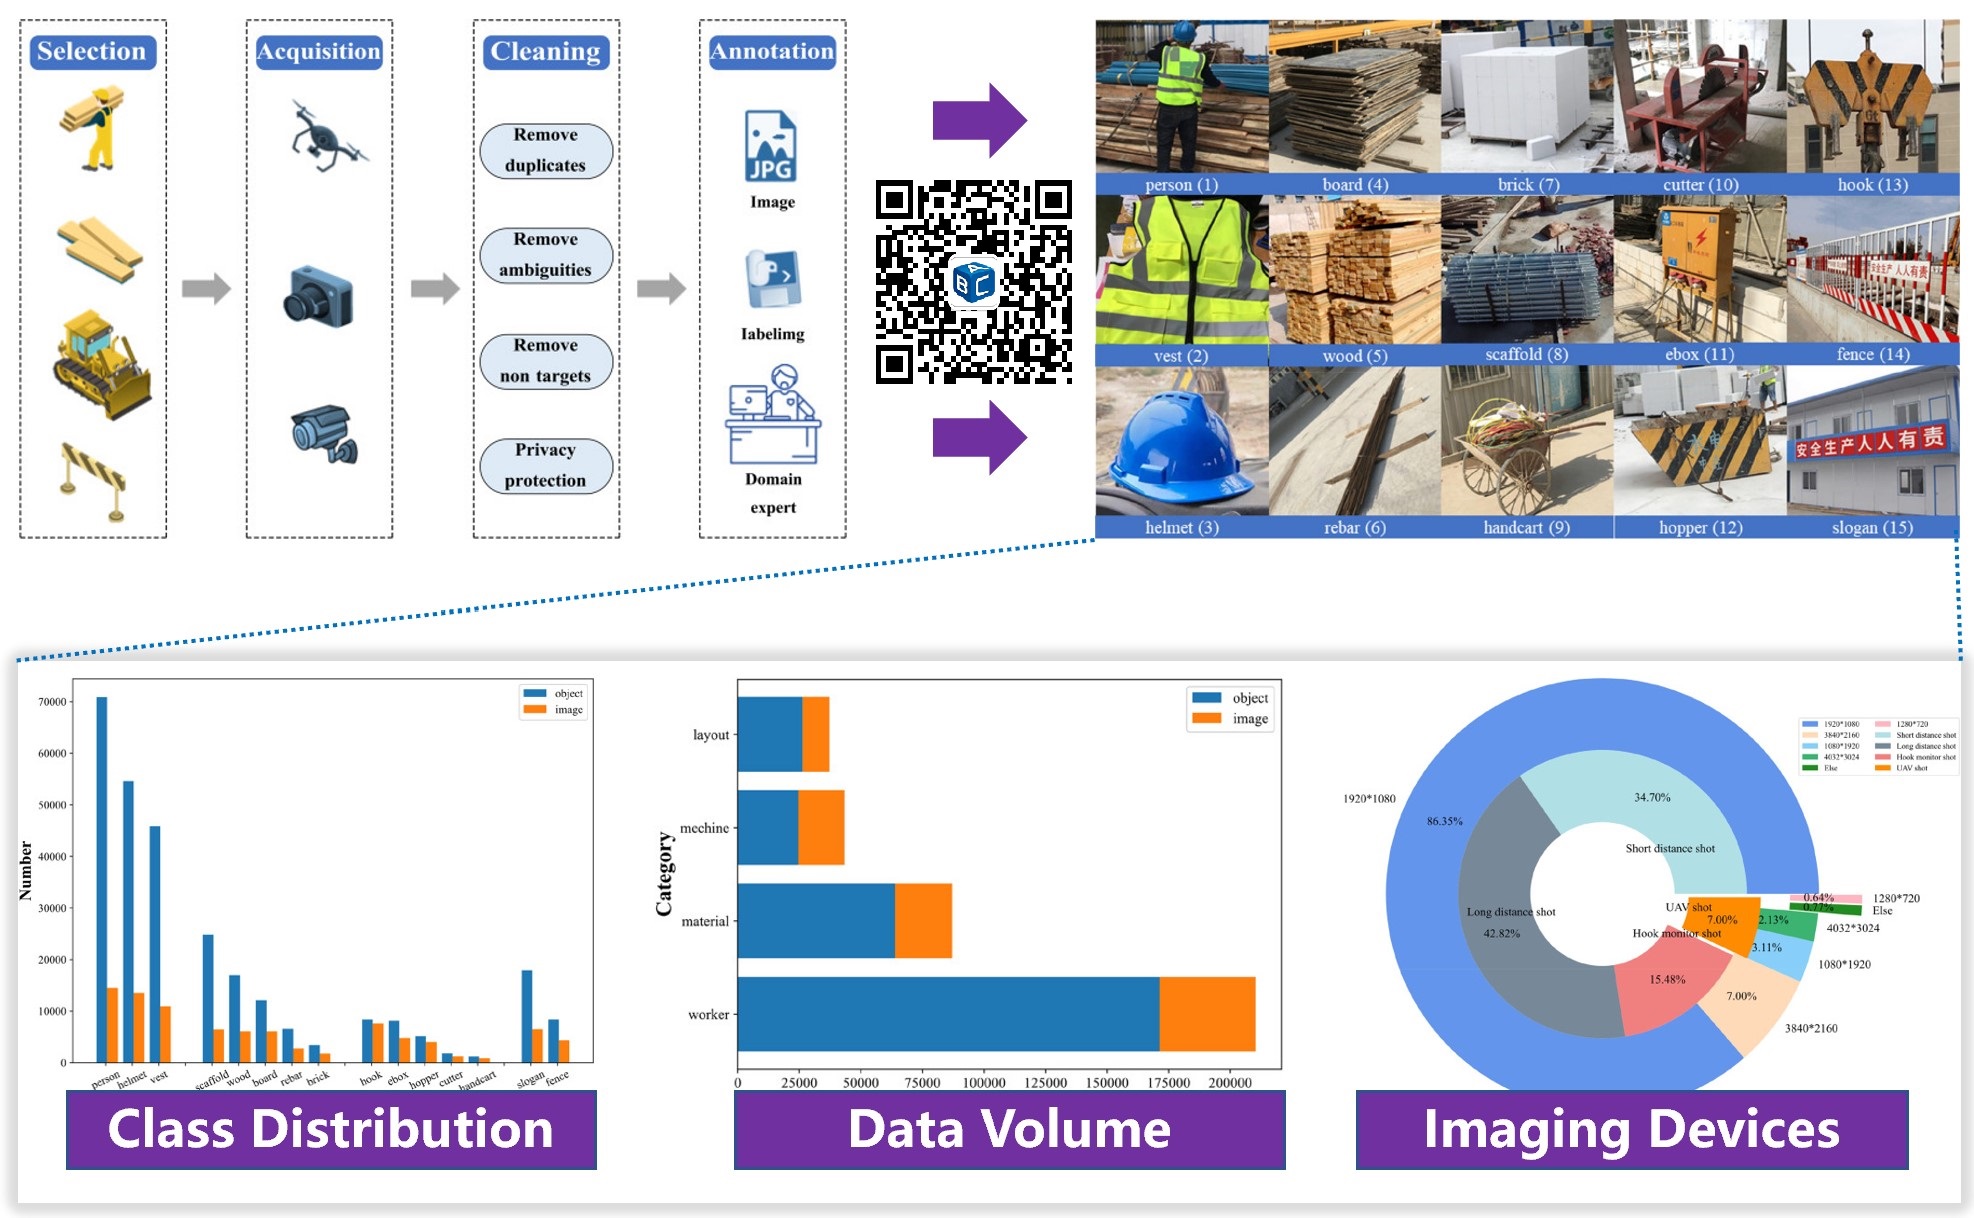 Selection
Acquisition
Cleaning
Remove
duplicates
Remove
ambiguities
Remove
non targets
Privacy
protection
Annotation
JPG
Image
labelimg
Domain
expert
A
B C
person (1)
board (4)
brick (7)
cutter (10)
hook (13)
vest (2)
wood (5)
scaffold (8)
ebox (11)
安全生产 人人有责
fence (14)
helmet (3)
rebar (6)
handcart (9)
hopper (12)
安全生产人人有责
slogan (15)
Number
70000
60000
50000
40000
30000
20000
10000
0
object
image
person
helmet
vest
scaffold
wood
board
rebar
brick
hook
ebox
hopper
cutter
handcart
slogan
fence
Class Distribution
Category
layout
mechine
material
worker
object
image
0
25000
50000
75000
100000
125000
150000
175000
200000
Data Volume
1920*1080
3840*2160
1080*1920
4032*3024
Else
1280*720
Short distance shot
Long distance shot
Hook monitor shot
UAV shot
1920*1080
86.35%
34.70%
Short distance shot
Long distance shot
42.82%
UAV shot
7.00%
Hook monitor shot
15.48%
0.64%
1280*720
0.77%
Else
2.13%
4032*3024
3.11%
1080*1920
7.00%
3840*2160
Imaging Devices